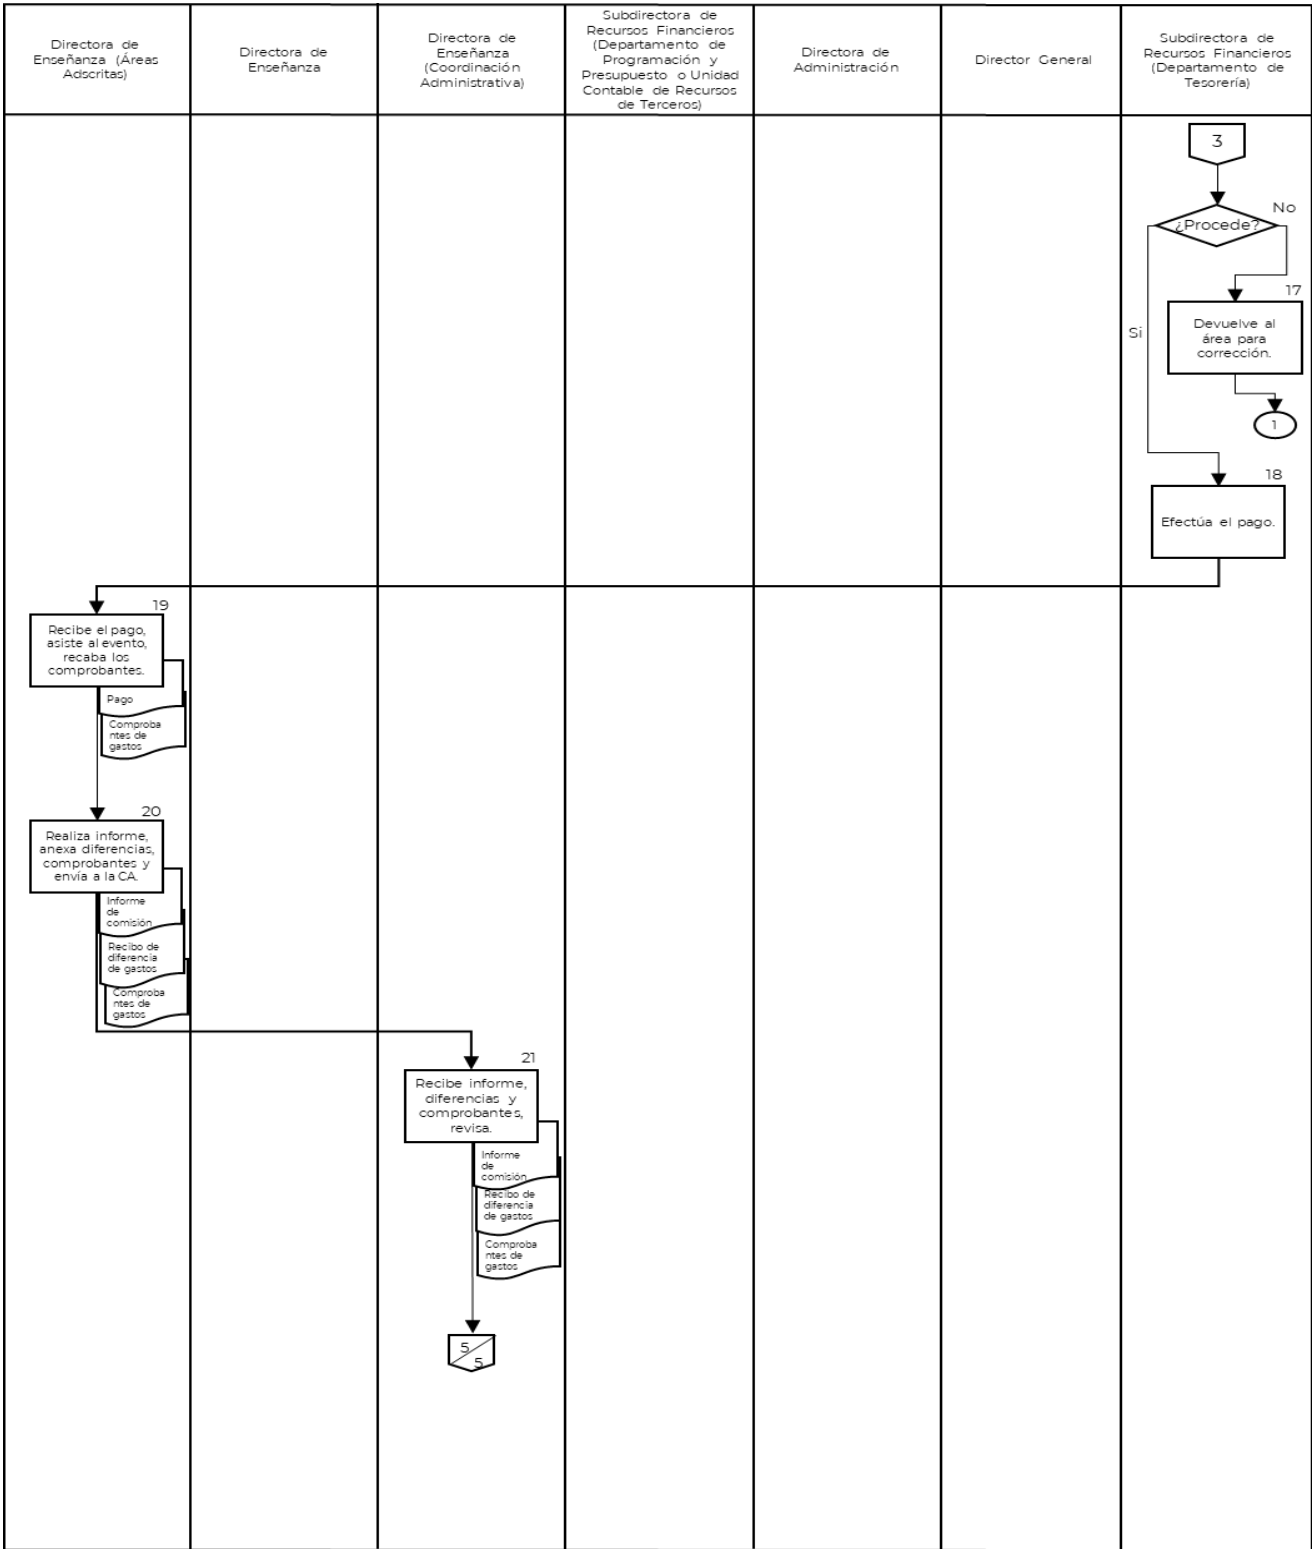 Directora de
Enseñanza (Áreas
Adscritas)
Directora de
Enseñanza
Directora de
Enseñanza
(Coordinación
Administrativa)
Subdirectora de
Recursos Financieros
(Departamento de
Programación y
Presupuesto o Unidad
Contable de Recursos
de Terceros)
Directora de
Administración
Director General
Subdirectora de
Recursos Financieros
(Departamento de
Tesorería)
3
¿Procede?
No
Si
17
Devuelve al
área para
corrección.
1
18
Efectúa el pago.
19
Recibe el pago,
asiste al evento,
recaba los
comprobantes.
Pago
Comproba
ntes de
gastos
20
Realiza informe,
anexa diferencias,
comprobantes y
envía a la CA.
Informe
de
comisión
Recibo de
diferencia
de gastos
Comproba
ntes de
gastos
21
Recibe informe,
diferencias y
comprobantes,
revisa.
Informe
de
comisión
Recibo de
diferencia
de gastos
Comproba
ntes de
gastos
5
5